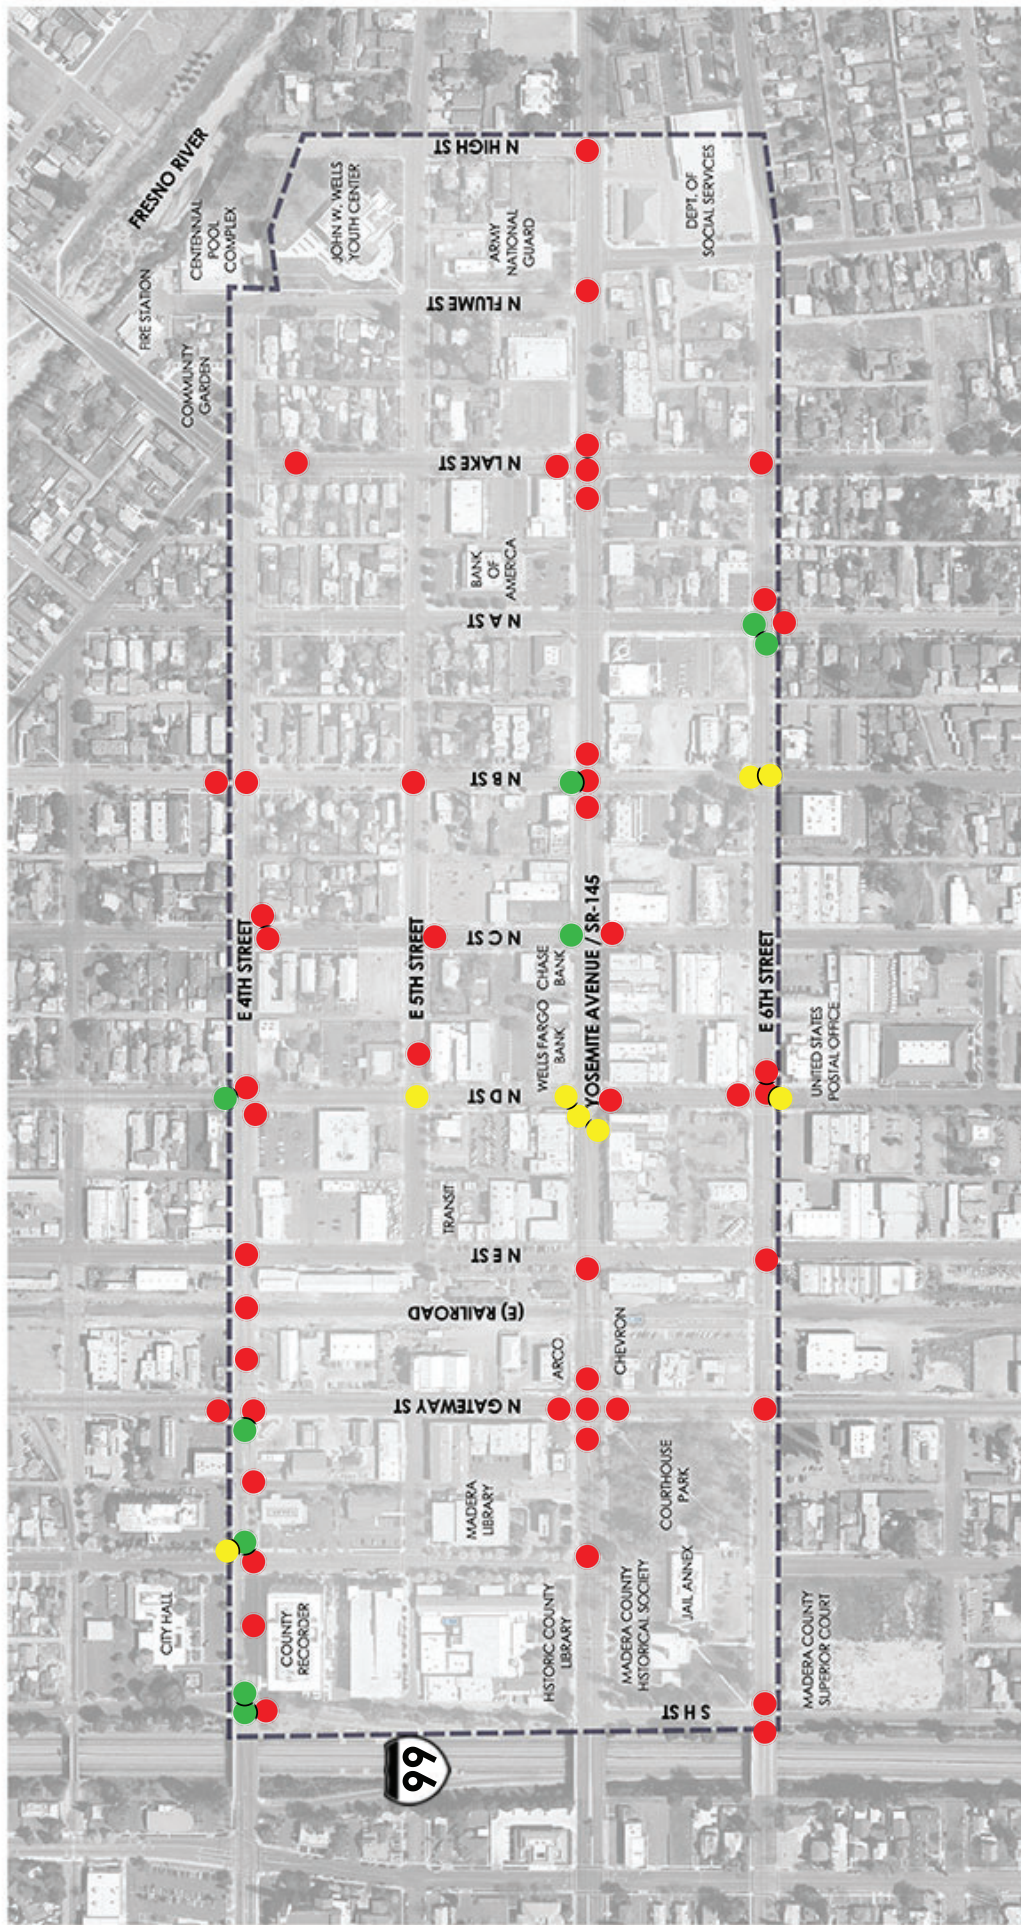 FRESNO RIVER
N HIGH ST
JOHN W. WELLS
YOUTH CENTER
CENTENNIAL
POOL
COMPLEX
ARMY
NATIONAL
GUARD
DEPT. OF
SOCIAL SERVICES
FIRE STATION
N FLUME ST
COMMUNITY
GARDEN
N LAKE ST
BANK
OF
AMERICA
N A ST
N B ST
E 4TH STREET
E 5TH STREET
N C ST
CHASE
BANK
YOSEMITE AVENUE / SR-145
E 6TH STREET
WELLS FARGO
BANK
N D ST
UNITED STATES
POSTAL OFFICE
TRANSIT
N E ST
(E) RAILROAD
ARCO
CHEVRON
N GATEWAY ST
MADERA
LIBRARY
COURTHOUSE
PARK
CITY HALL
COUNTY
RECORDER
HISTORIC COUNTY
LIBRARY
MADERA COUNTY
HISTORICAL SOCIETY
JAIL ANNEX
MADERA COUNTY
SUPERIOR COURT
S H ST
99